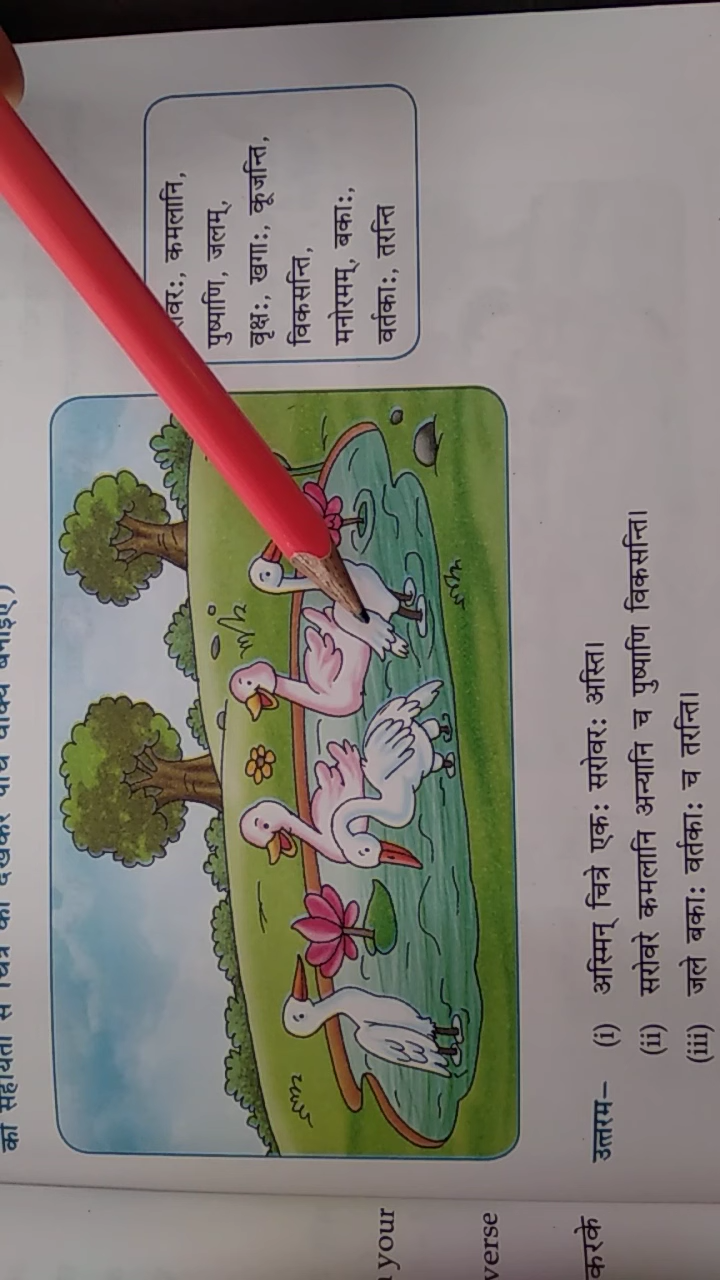 की सहायता से चित्र को देखकर पाँच वाक्य बनाइए)
कमलानि,
पुष्पाणि, जलम्,
वृक्ष:, खगा:, कूजन्ति,
विकसन्ति,
मनोरमम्, बका:,
वर्तका:, तरन्ति
उत्तरम– (i) अस्मिन् चित्रे एक: सरोवर: अस्ति।
(ii) सरोवरे कमलानि अन्यानि च पुष्पाणि विकसन्ति।
(iii) जले बका: वर्तका: च तरन्ति।
your
verse
करके